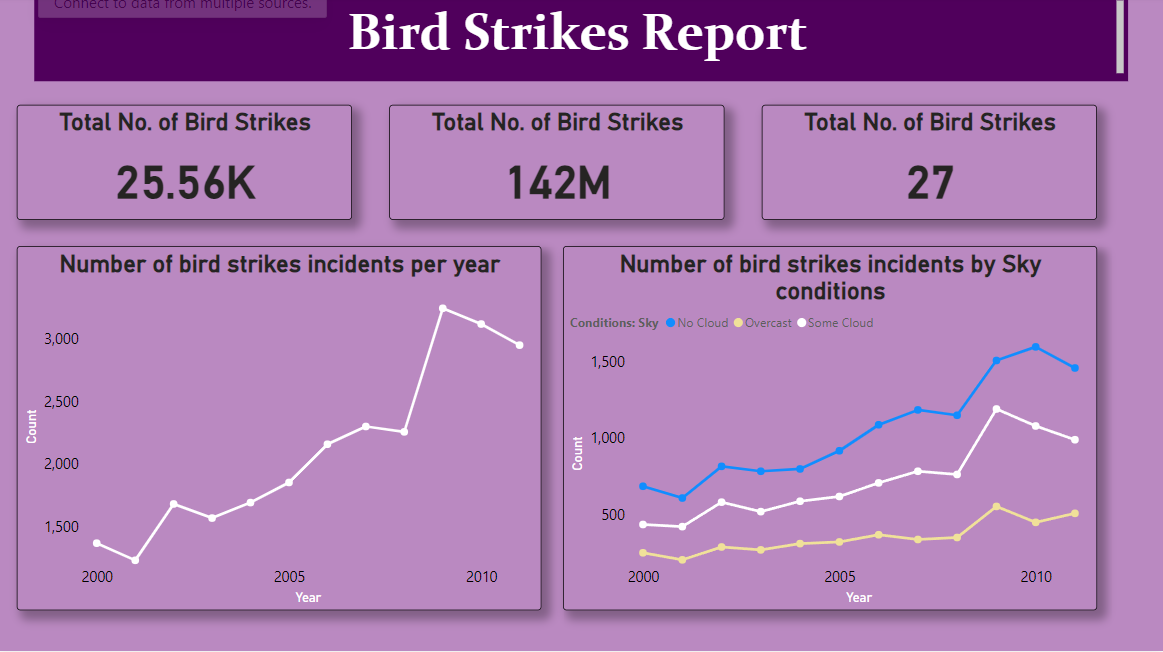 Connect to data from multiple sources.
Bird Strikes Report
Total No. of Bird Strikes
25.56K
Total No. of Bird Strikes
142M
Total No. of Bird Strikes
27
Number of bird strikes incidents per year
3,000
2,500
2,000
1,500
Count
2000
2005
2010
Year
Number of bird strikes incidents by Sky
conditions
Conditions: Sky No Cloud Overcast Some Cloud
1,500
1,000
500
Count
2000
2005
2010
Year